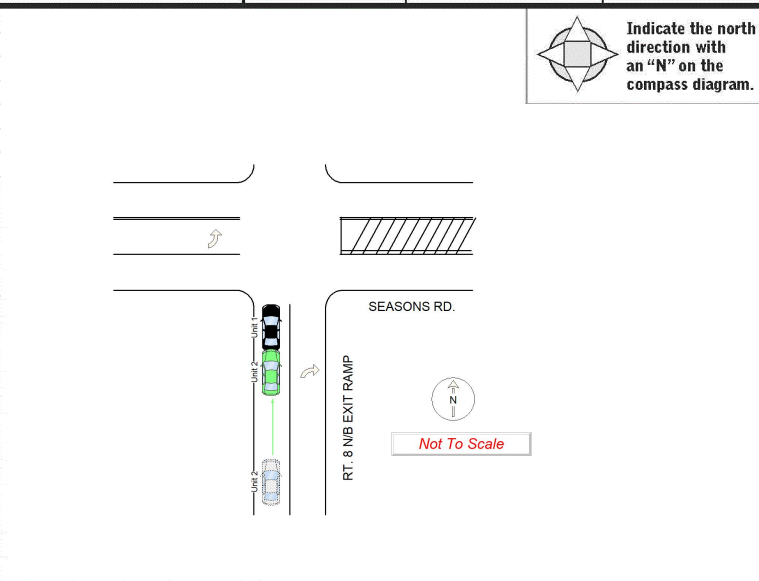 Indicate the north
direction with
an “N” on the
compass diagram.
SEASONS RD.
Unit 1
Unit 2
RT. 8 N/B EXIT RAMP
N
Not To Scale
Unit 2